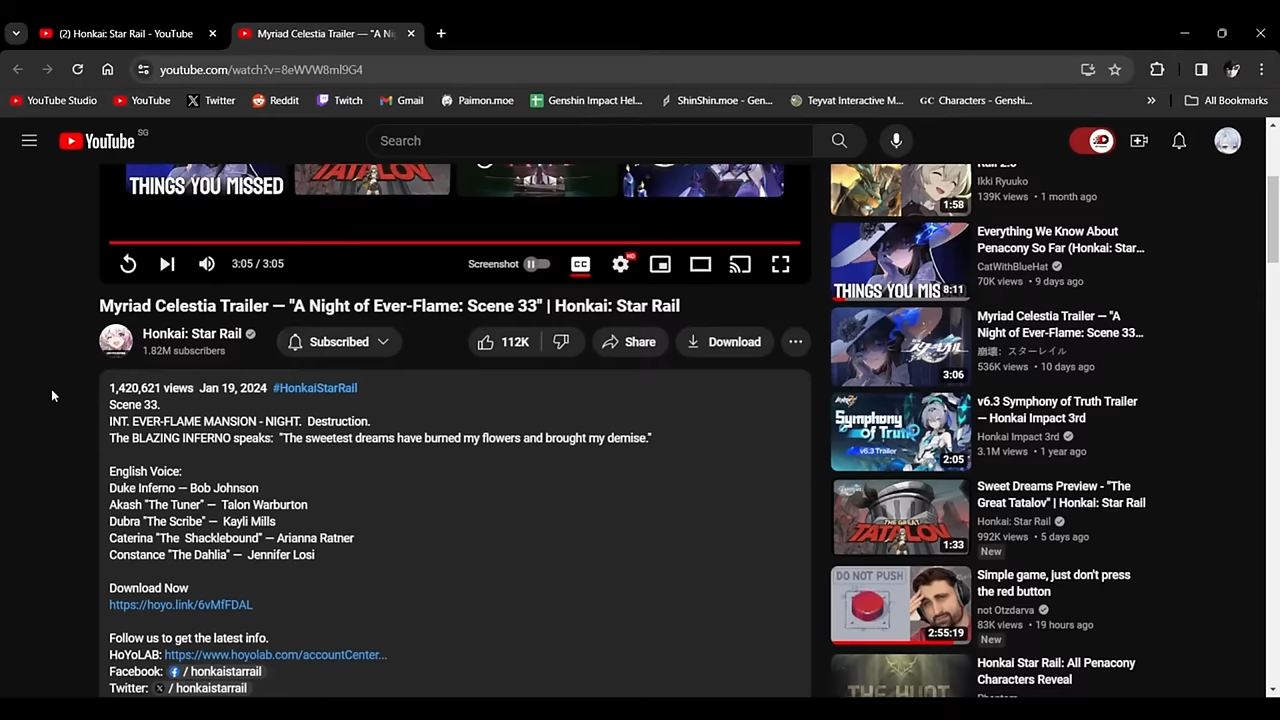 (2) Honkai: Star Rail - YouTube
Myriad Celestia Trailer — "A Ni
youtube.com/watch?v=8eWVW8ml9G4
YouTube Studio
YouTube
Twitter
Reddit
Twitch
Gmail
Paimon.moe
Genshin Impact Hel...
ShinShin.moe - Gen...
Teyvat Interactive M...
GC Characters - Genshi...
All Bookmarks
YouTube SG
Search
THINGS YOU MISSED
TATALOV
3:05 / 3:05
Screenshot
CC
HD
Myriad Celestia Trailer — "A Night of Ever-Flame: Scene 33" | Honkai: Star Rail
Honkai: Star Rail
1.82M subscribers
Subscribed
112K
Share
Download
1,420,621 views Jan 19, 2024 #HonkaiStarRail
Scene 33.
INT. EVER-FLAME MANSION - NIGHT. Destruction.
The BLAZING INFERNO speaks: "The sweetest dreams have burned my flowers and brought my demise."
English Voice:
Duke Inferno — Bob Johnson
Akash "The Tuner" — Talon Warburton
Dubra "The Scribe" — Kayli Mills
Caterina "The Shacklebound" — Arianna Ratner
Constance "The Dahlia" — Jennifer Losi
Download Now
https://hoyo.link/6vMfFDAL
Follow us to get the latest info.
HoYoLAB: https://www.hoyolab.com/accountCenter...
Facebook: / honkaistarrail
Twitter: / honkaistarrail
Ikki Ryuuko
139K views • 1 month ago
1:58
Everything We Know About
Penacony So Far (Honkai: Star...
CatWithBlueHat
70K views • 9 days ago
THINGS YOU MIS
8:11
Myriad Celestia Trailer — "A
Night of Ever-Flame: Scene 33...
崩壊：スターレイル
536K views • 10 days ago
3:06
v6.3 Symphony of Truth Trailer
— Honkai Impact 3rd
Honkai Impact 3rd
3.1M views • 1 year ago
Symphony
of Truth
v6.3 Trailer
2:05
Sweet Dreams Preview - "The
Great Tatalov" | Honkai: Star Rail
Honkai: Star Rail
992K views • 5 days ago
New
THE GREAT
TATALOV
1:33
Simple game, just don't press
the red button
not Otzdarva
83K views • 19 hours ago
New
DO NOT PUSH
2:55:19
Honkai Star Rail: All Penacony
Characters Reveal